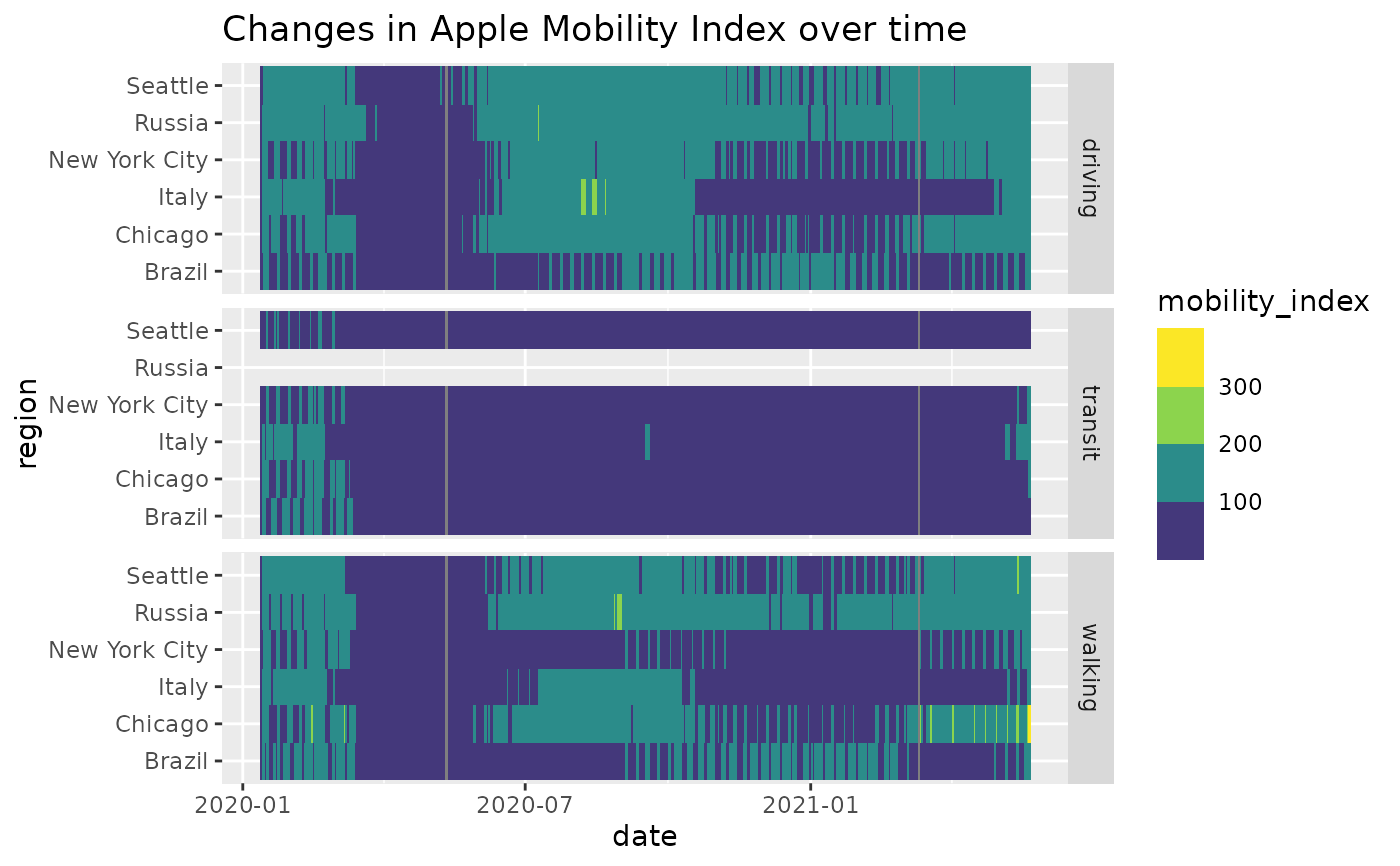 Changes in Apple Mobility Index over time
Seattle
Russia
New York City
Italy
Chicago
Brazil
driving
Seattle
Russia
New York City
Italy
Chicago
Brazil
transit
Seattle
Russia
New York City
Italy
Chicago
Brazil
walking
region
2020-01
2020-07
2021-01
date
mobility_index
300
200
100